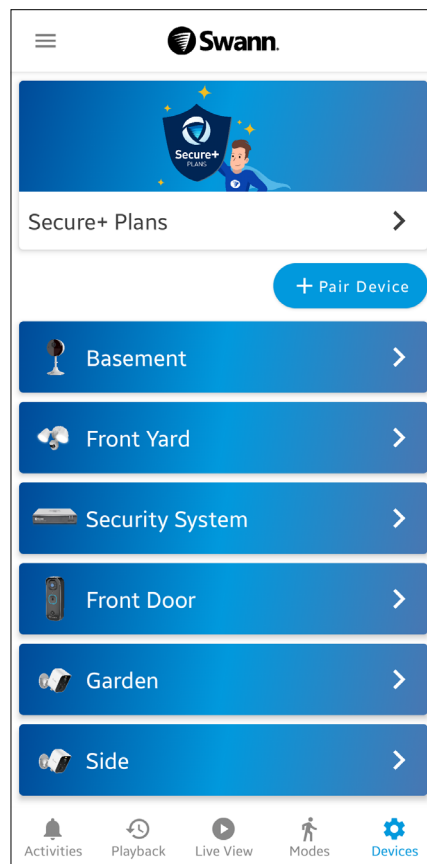 Swann.
Secure+
PLANS
Secure+ Plans
+ Pair Device
Basement
Front Yard
Security System
Front Door
Garden
Side
Activities Playback Live View Modes Devices